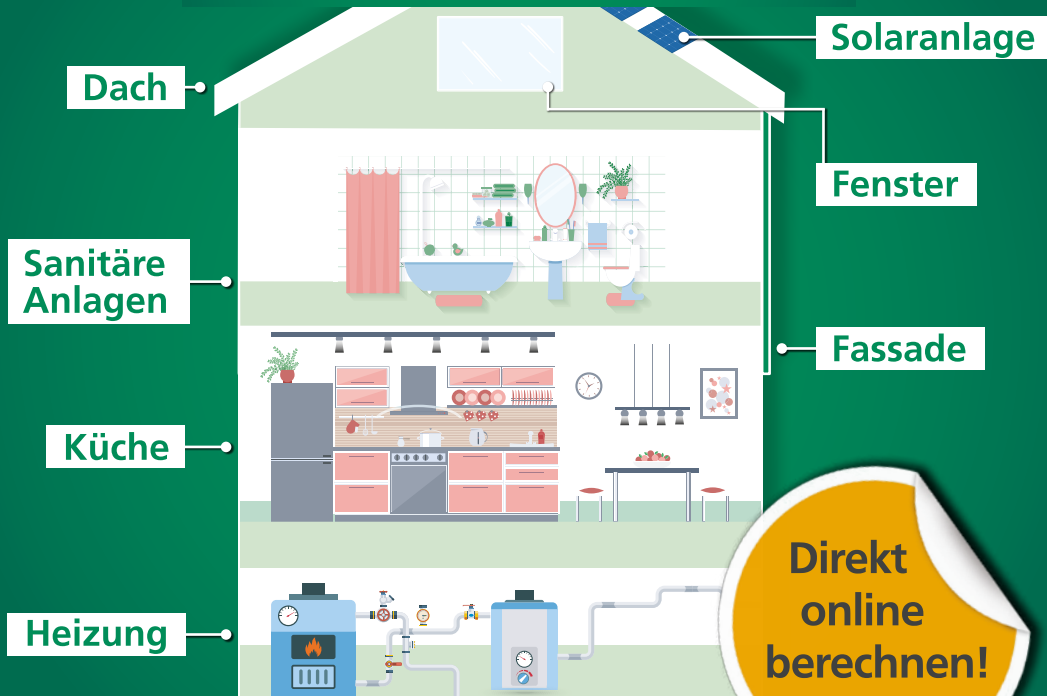 Solaranlage
Dach
Fenster
Sanitäre
Anlagen
Fassade
Küche
Direkt
online
berechnen!
Heizung